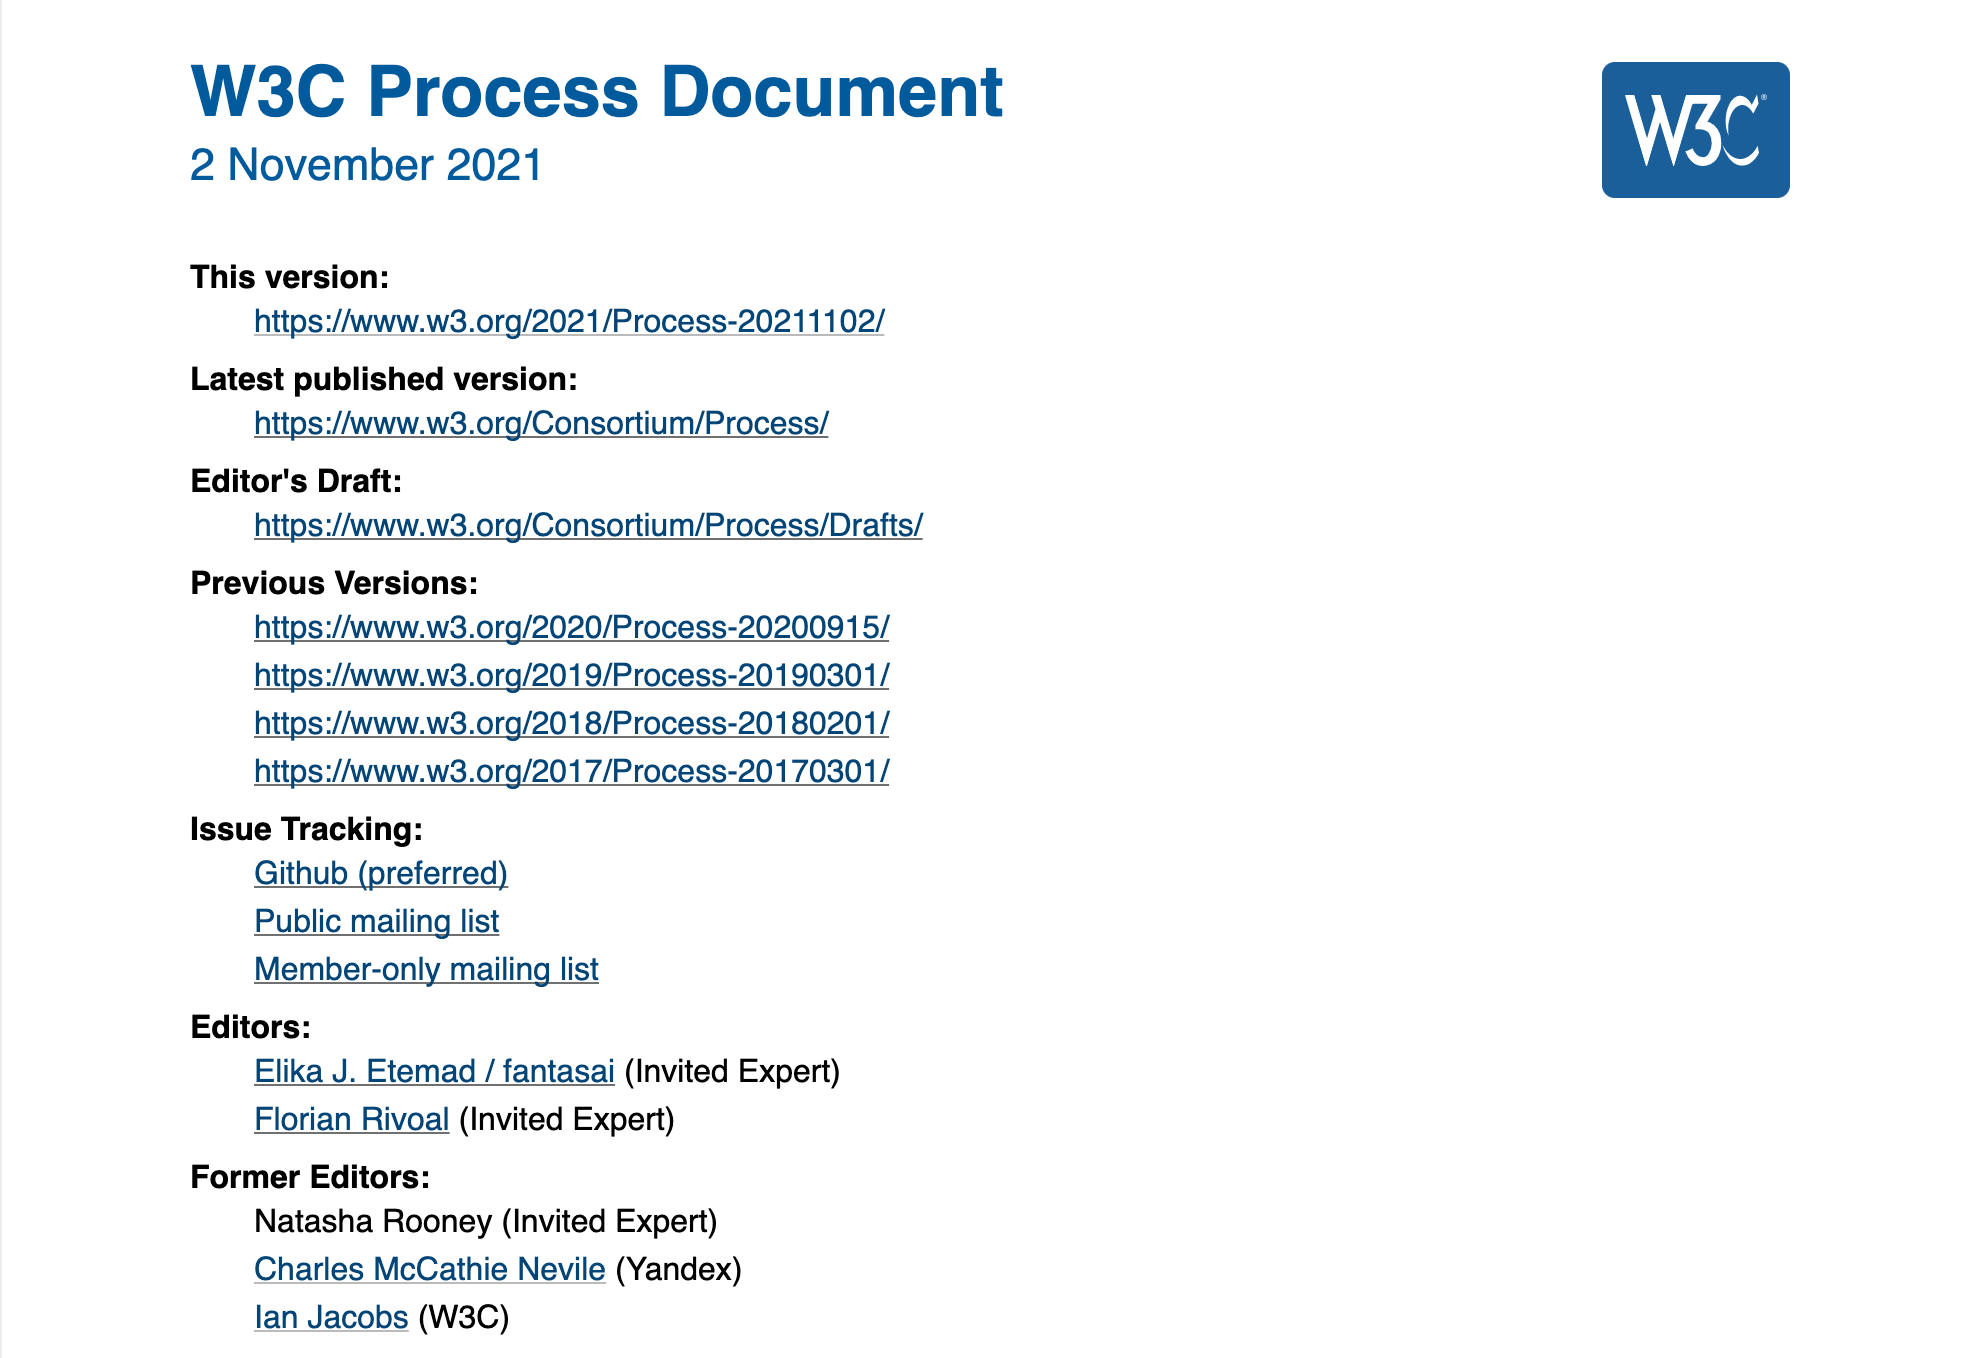 W3C Process Document
W3C®
2 November 2021
This version:
https://www.w3.org/2021/Process-20211102/
Latest published version:
https://www.w3.org/Consortium/Process/
Editor's Draft:
https://www.w3.org/Consortium/Process/Drafts/
Previous Versions:
https://www.w3.org/2020/Process-20200915/
https://www.w3.org/2019/Process-20190301/
https://www.w3.org/2018/Process-20180201/
https://www.w3.org/2017/Process-20170301/
Issue Tracking:
Github (preferred)
Public mailing list
Member-only mailing list
Editors:
Elika J. Etemad / fantasai (Invited Expert)
Florian Rivoal (Invited Expert)
Former Editors:
Natasha Rooney (Invited Expert)
Charles McCathie Nevile (Yandex)
Ian Jacobs (W3C)